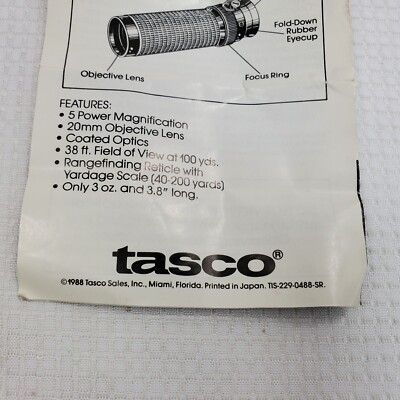 Fold-Down
Rubber
Eyecup
Objective Lens
Focus Ring
FEATURES:
• 5 Power Magnification
• 20mm Objective Lens
• Coated Optics
• 38 ft. Field of View at 100 yds.
• Rangefinding Reticle with
Yardage Scale (40-200 yards)
• Only 3 oz. and 3.8" long.
tasco®
©1988 Tasco Sales, Inc., Miami, Florida. Printed in Japan. TIS-229-0488-SR.